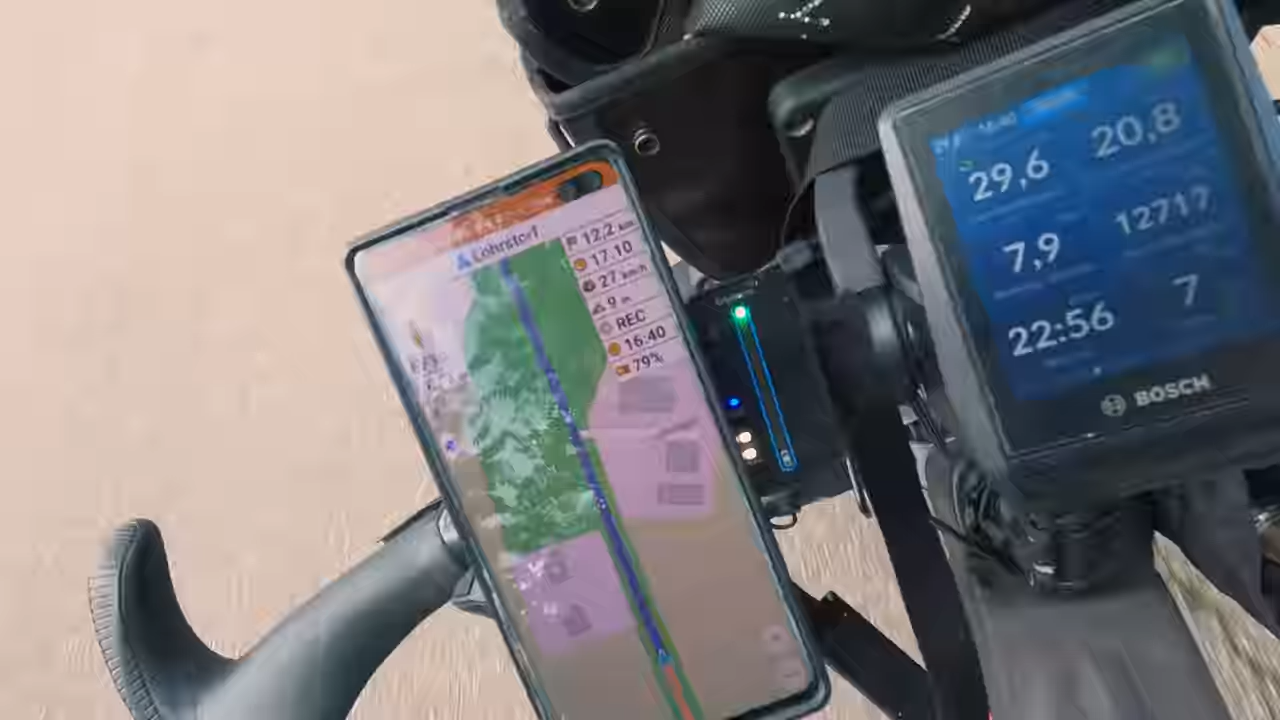 Löhrstorf
12,2 km
17.10
27 km/h
9 m
REC
16:40
79%
29,6
20,8
7,9
12717
22:56
7
BOSCH